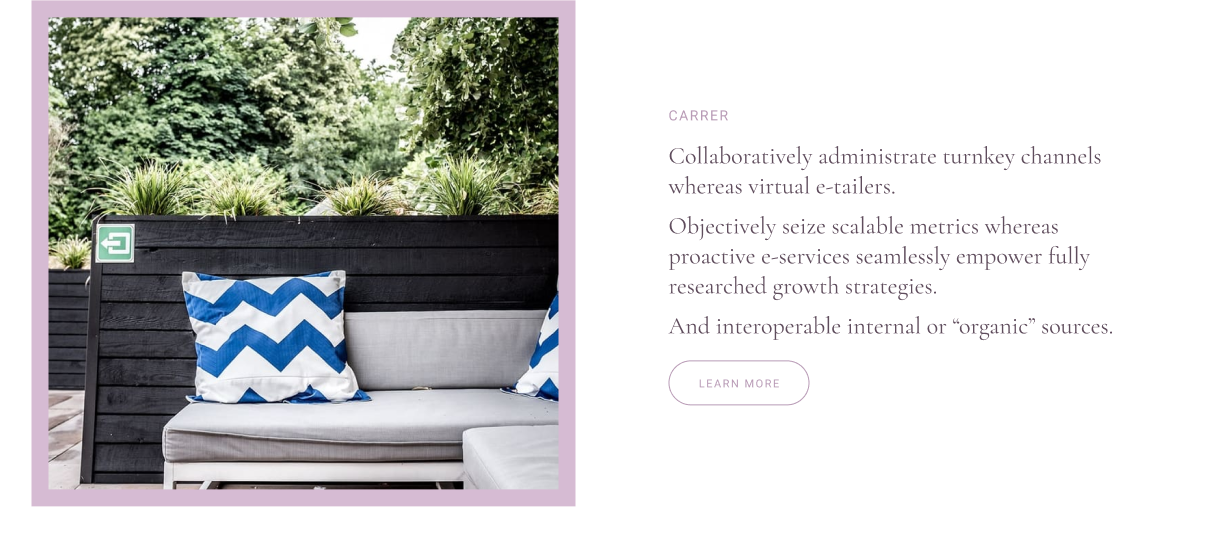 CARRER
Collaboratively administrate turnkey channels
whereas virtual e-tailers.
Objectively seize scalable metrics whereas
proactive e-services seamlessly empower fully
researched growth strategies.
And interoperable internal or “organic” sources.
LEARN MORE